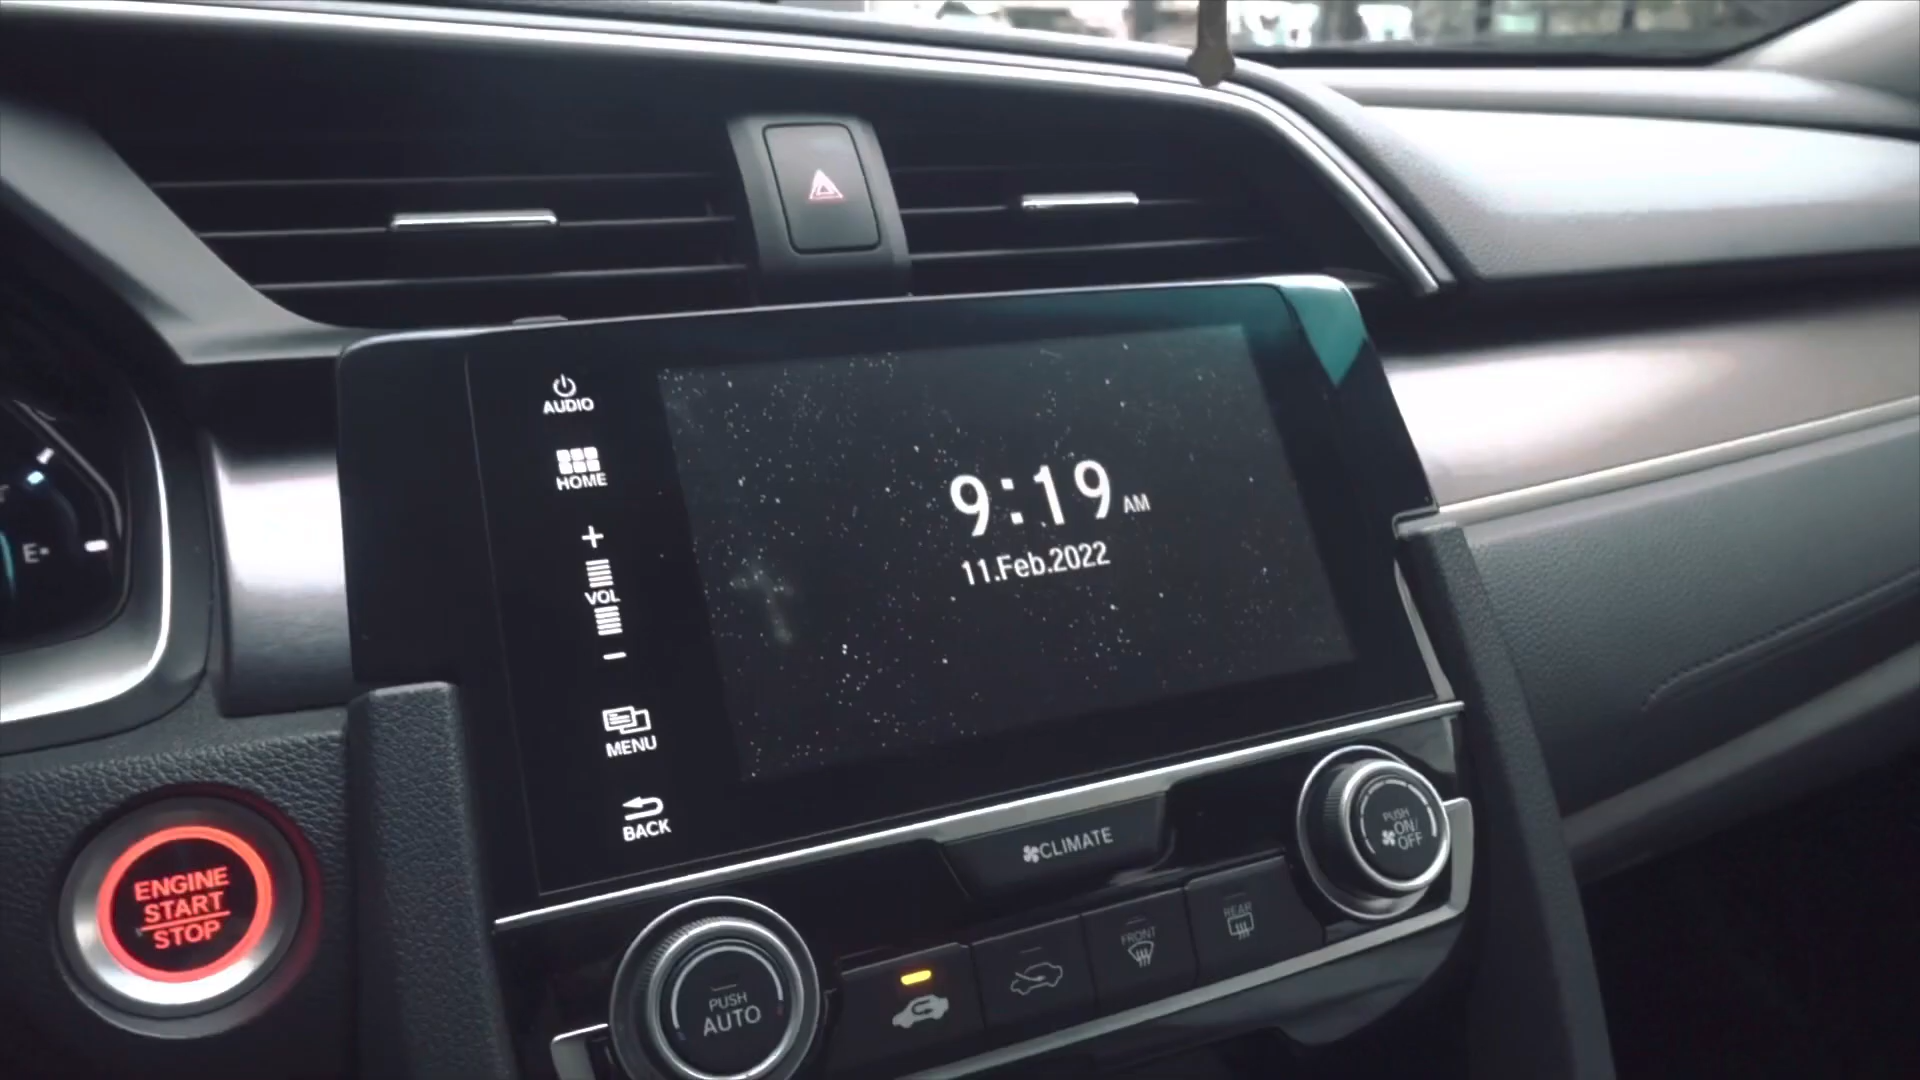 AUDIO
HOME
+
VOL
-
MENU
BACK
9:19 AM
11.Feb.2022
E
ENGINE
START
STOP
CLIMATE
PUSH
ON/
OFF
PUSH
AUTO
FRONT
REAR